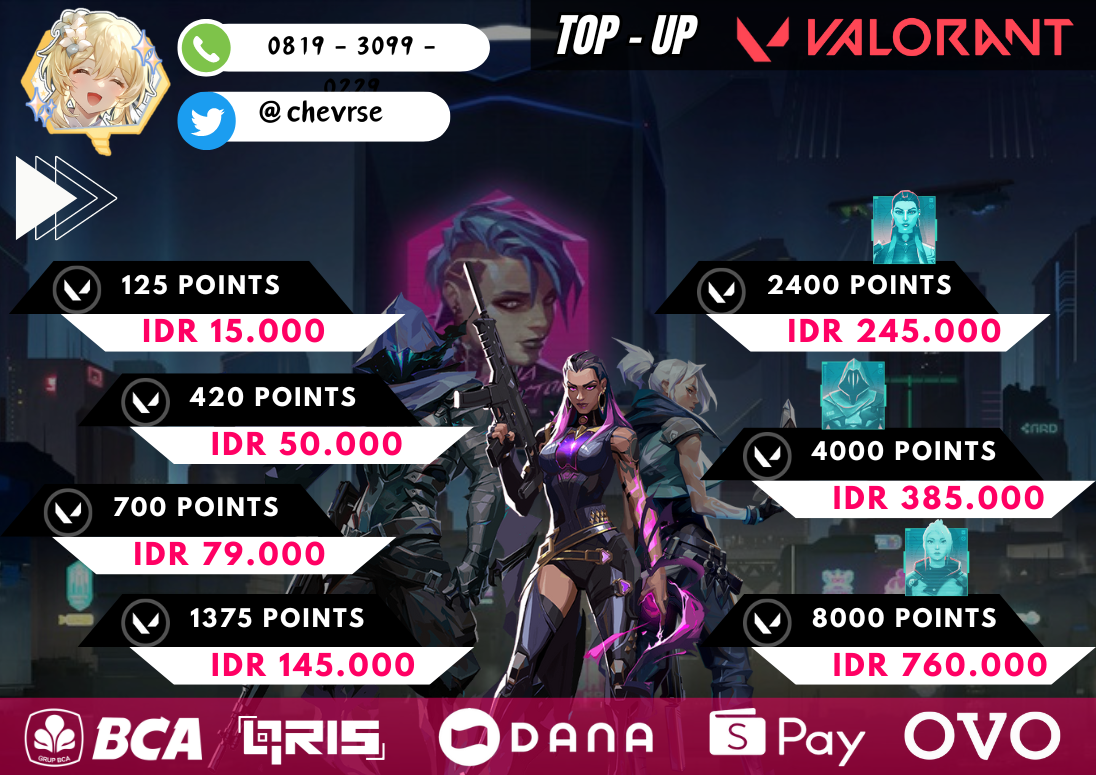 0819 - 3099 -
0229
@chevrse
TOP - UP
VALORANT
125 POINTS
IDR 15.000
420 POINTS
IDR 50.000
700 POINTS
IDR 79.000
1375 POINTS
IDR 145.000
2400 POINTS
IDR 245.000
4000 POINTS
IDR 385.000
8000 POINTS
IDR 760.000
BCA
GRUP BCA
QRIS
DANA
S Pay
OVO